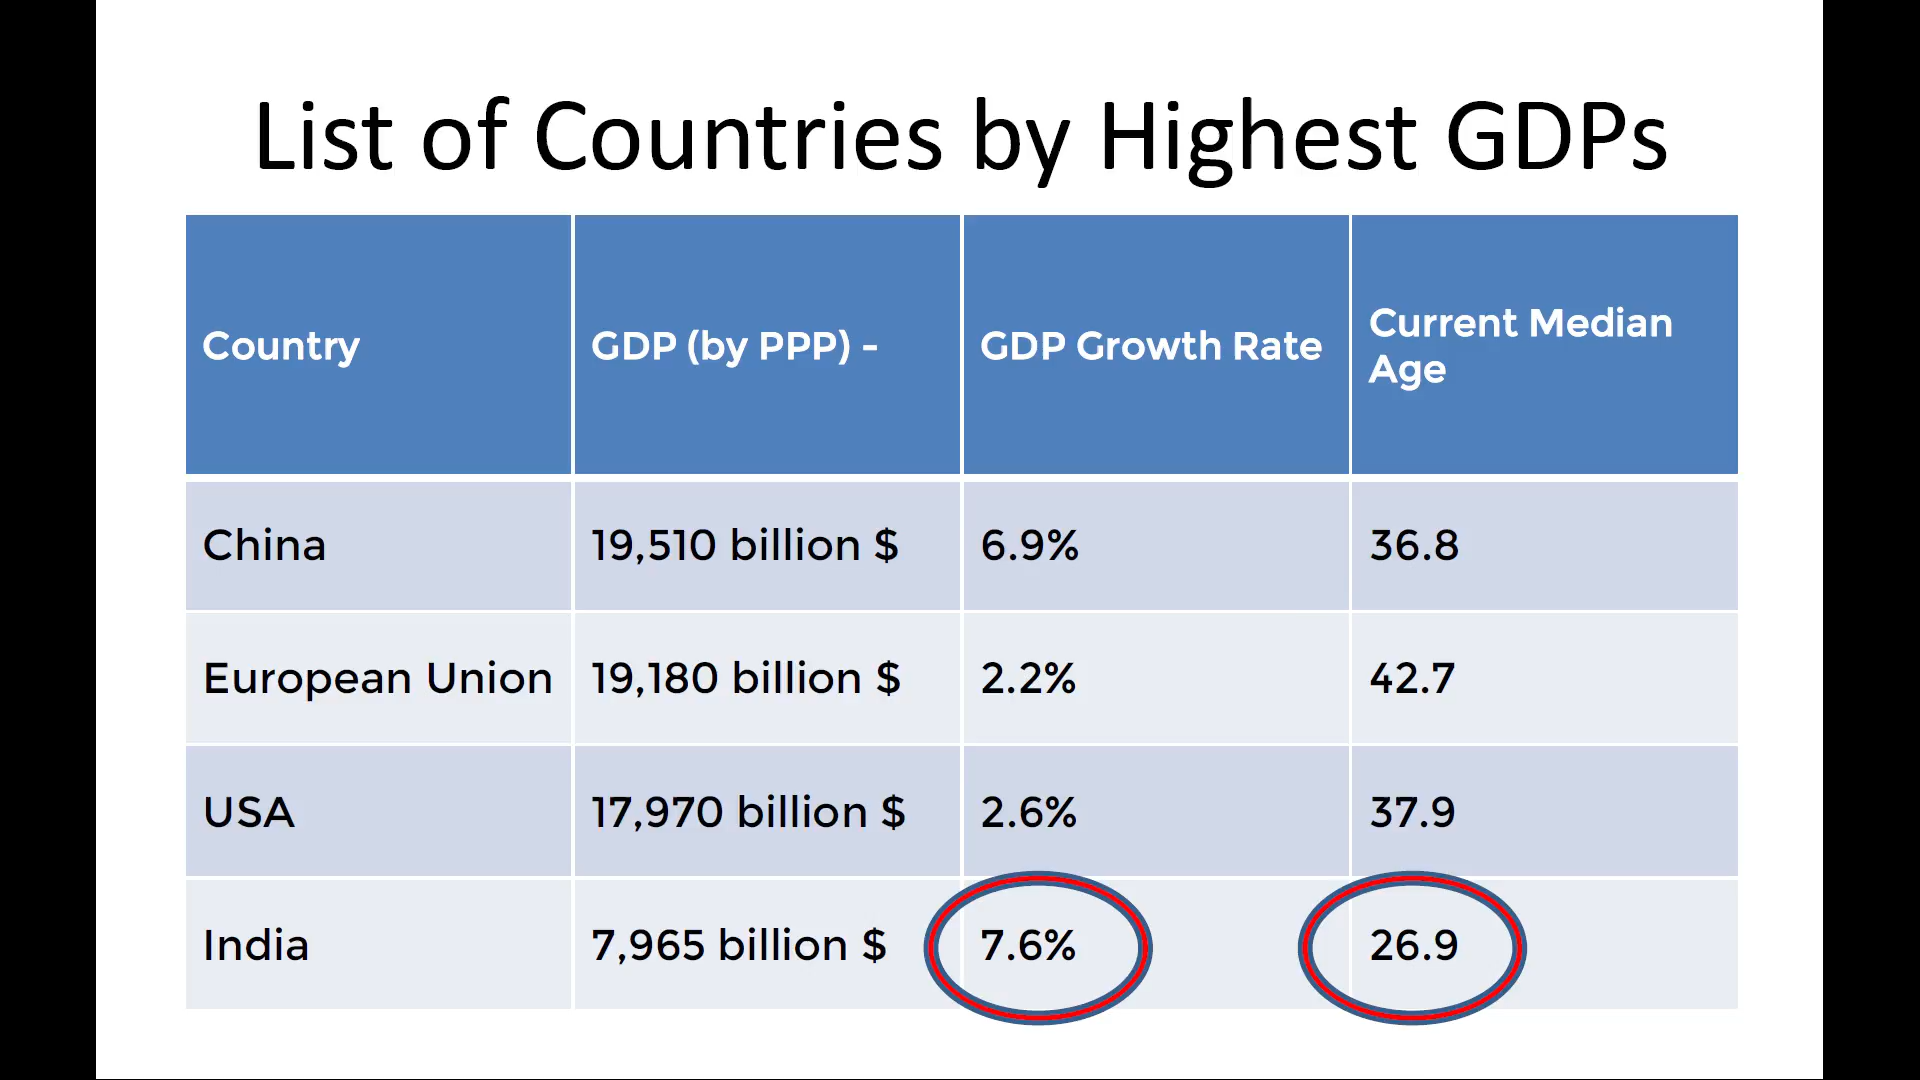 List of Countries by Highest GDPs
Country GDP (by PPP) - GDP Growth Rate Current Median
Age
China 19,510 billion $ 6.9% 36.8
European Union 19,180 billion $ 2.2% 42.7
USA 17,970 billion $ 2.6% 37.9
India 7,965 billion $ 7.6% 26.9